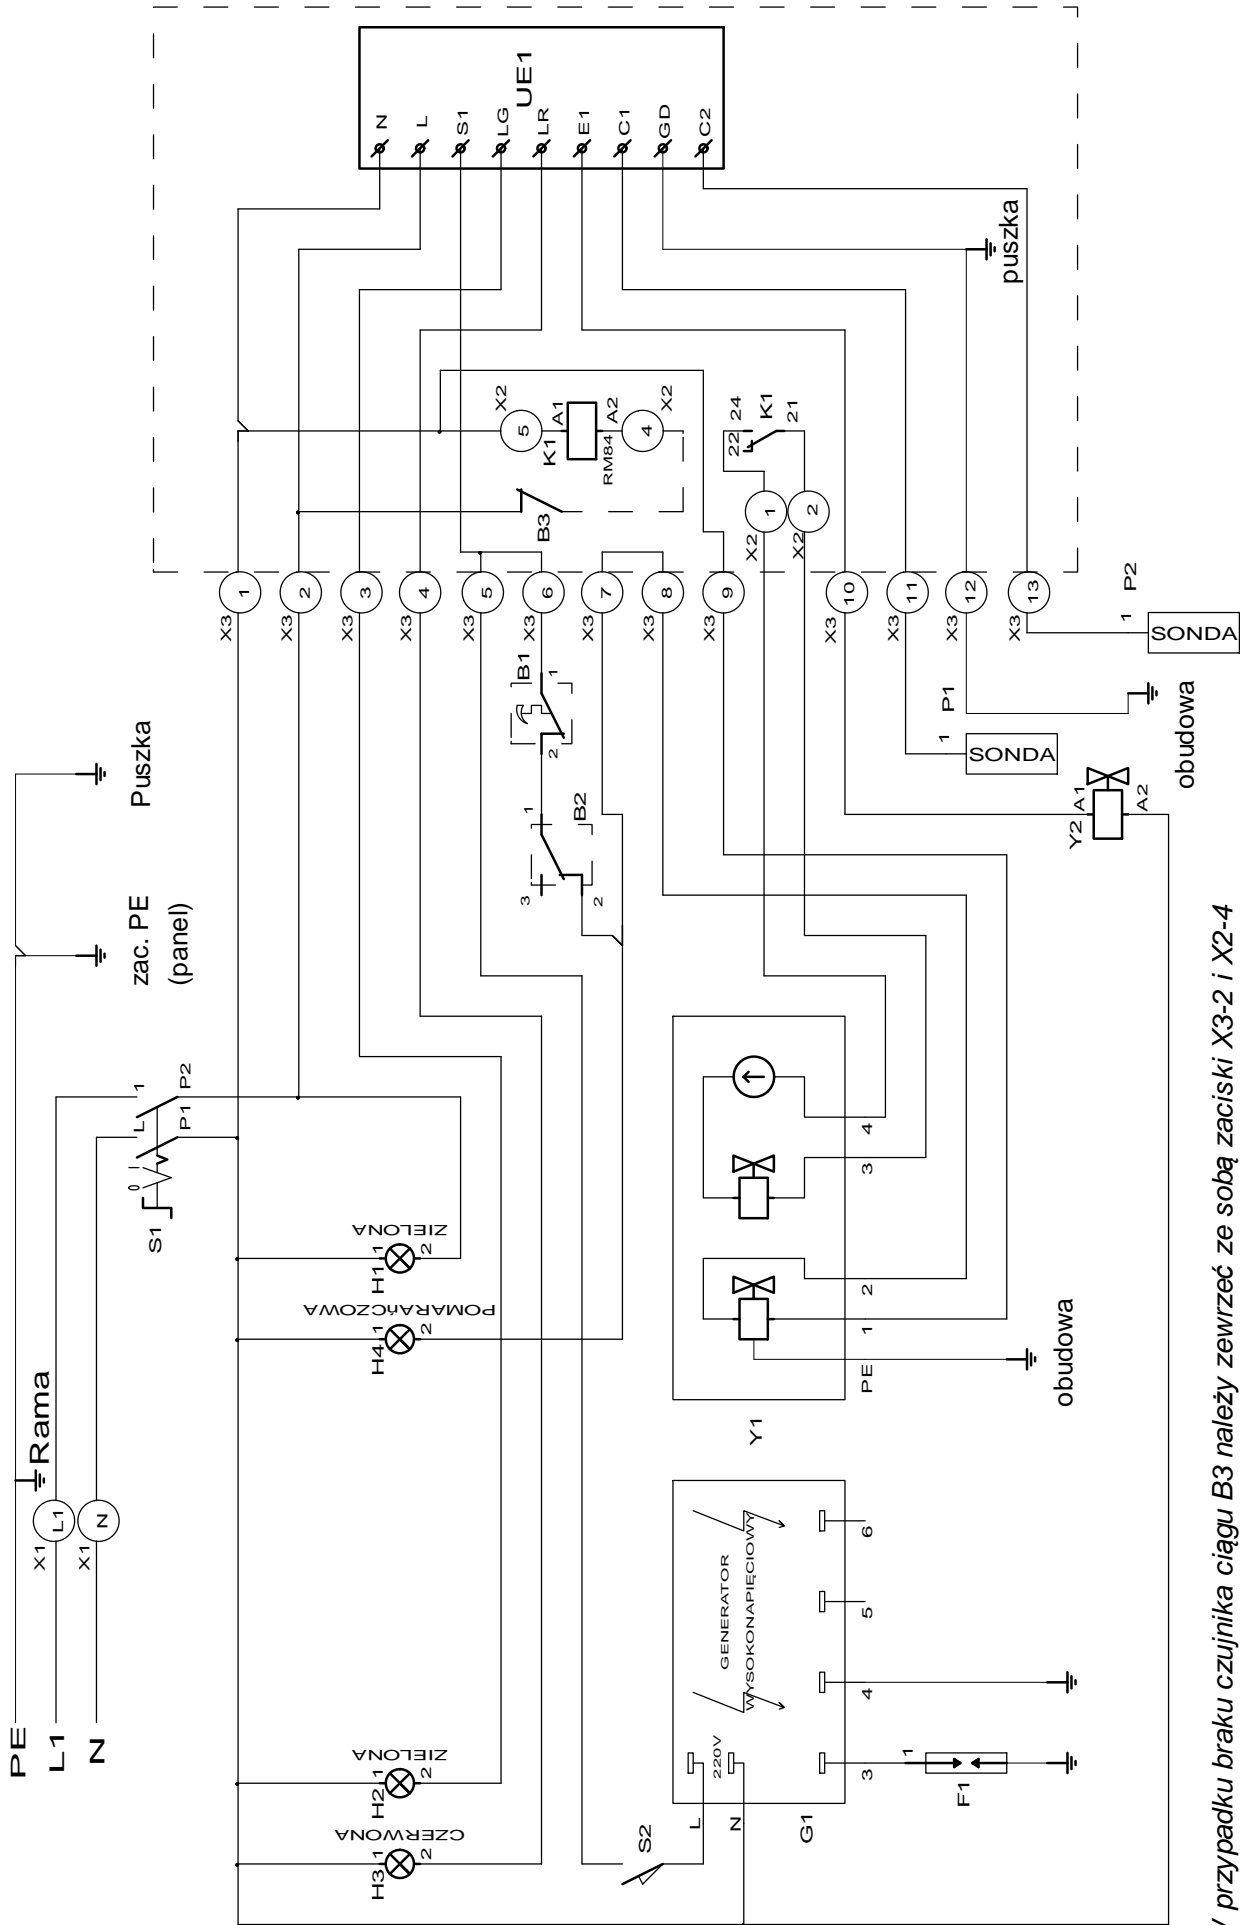 UE1
N
L
S1
LG
LR
E1
C1
GD
C2
puszka
X2
5
A1
K1
RM84
A2
4
X2
B3
22
24
K1
21
X2
1
X2
2
X3
1
X3
2
X3
3
X3
4
X3
5
X3
6
X3
7
X3
8
X3
9
X3
10
X3
11
X3
12
X3
13
P2
1
SONDA
P1
1
SONDA
obudowa
Y2
A1
A2
B1
1
2
B2
1
3
2
Puszka
zac. PE
(panel)
S1
0
I
L
1
P1
P2
Rama
X1
L1
X1
N
PE
L1
N
H1
1
2
ZIELONA
H4
1
2
POMARAŃCZOWA
H2
1
2
ZIELONA
H3
1
2
CZERWONA
Y1
PE
1
2
3
4
obudowa
S2
L
N
220V
G1
GENERATOR
WYSOKONAPIĘCIOWY
3
4
5
6
F1
1
przypadku braku czujnika ciągu B3 należy zewrzeć ze sobą zaciski X3-2 i X2-4